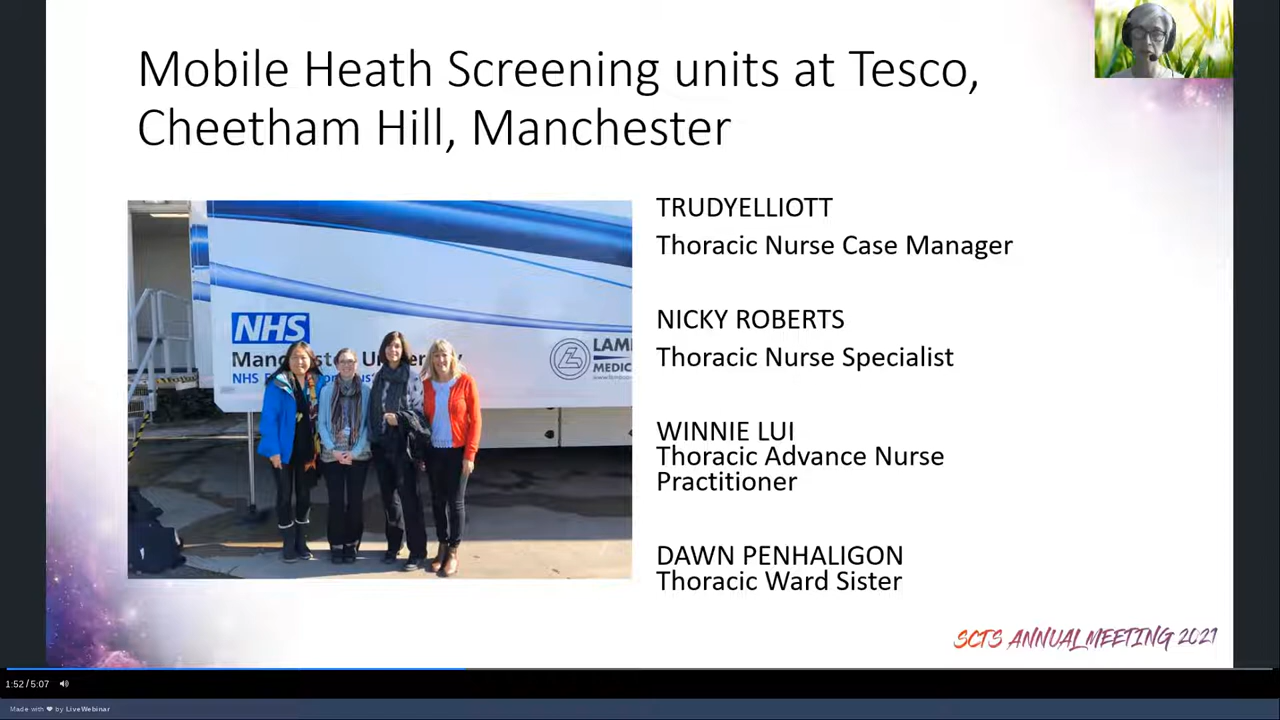 Mobile Heath Screening units at Tesco,
Cheetham Hill, Manchester
TRUDYELLIOTT
Thoracic Nurse Case Manager
NICKY ROBERTS
Thoracic Nurse Specialist
WINNIE LUI
Thoracic Advance Nurse
Practitioner
DAWN PENHALIGON
Thoracic Ward Sister
NHS
NHS
SCTS ANNUAL MEETING 2021
1:52/5:07
Made with ❤ by LiveWebinar